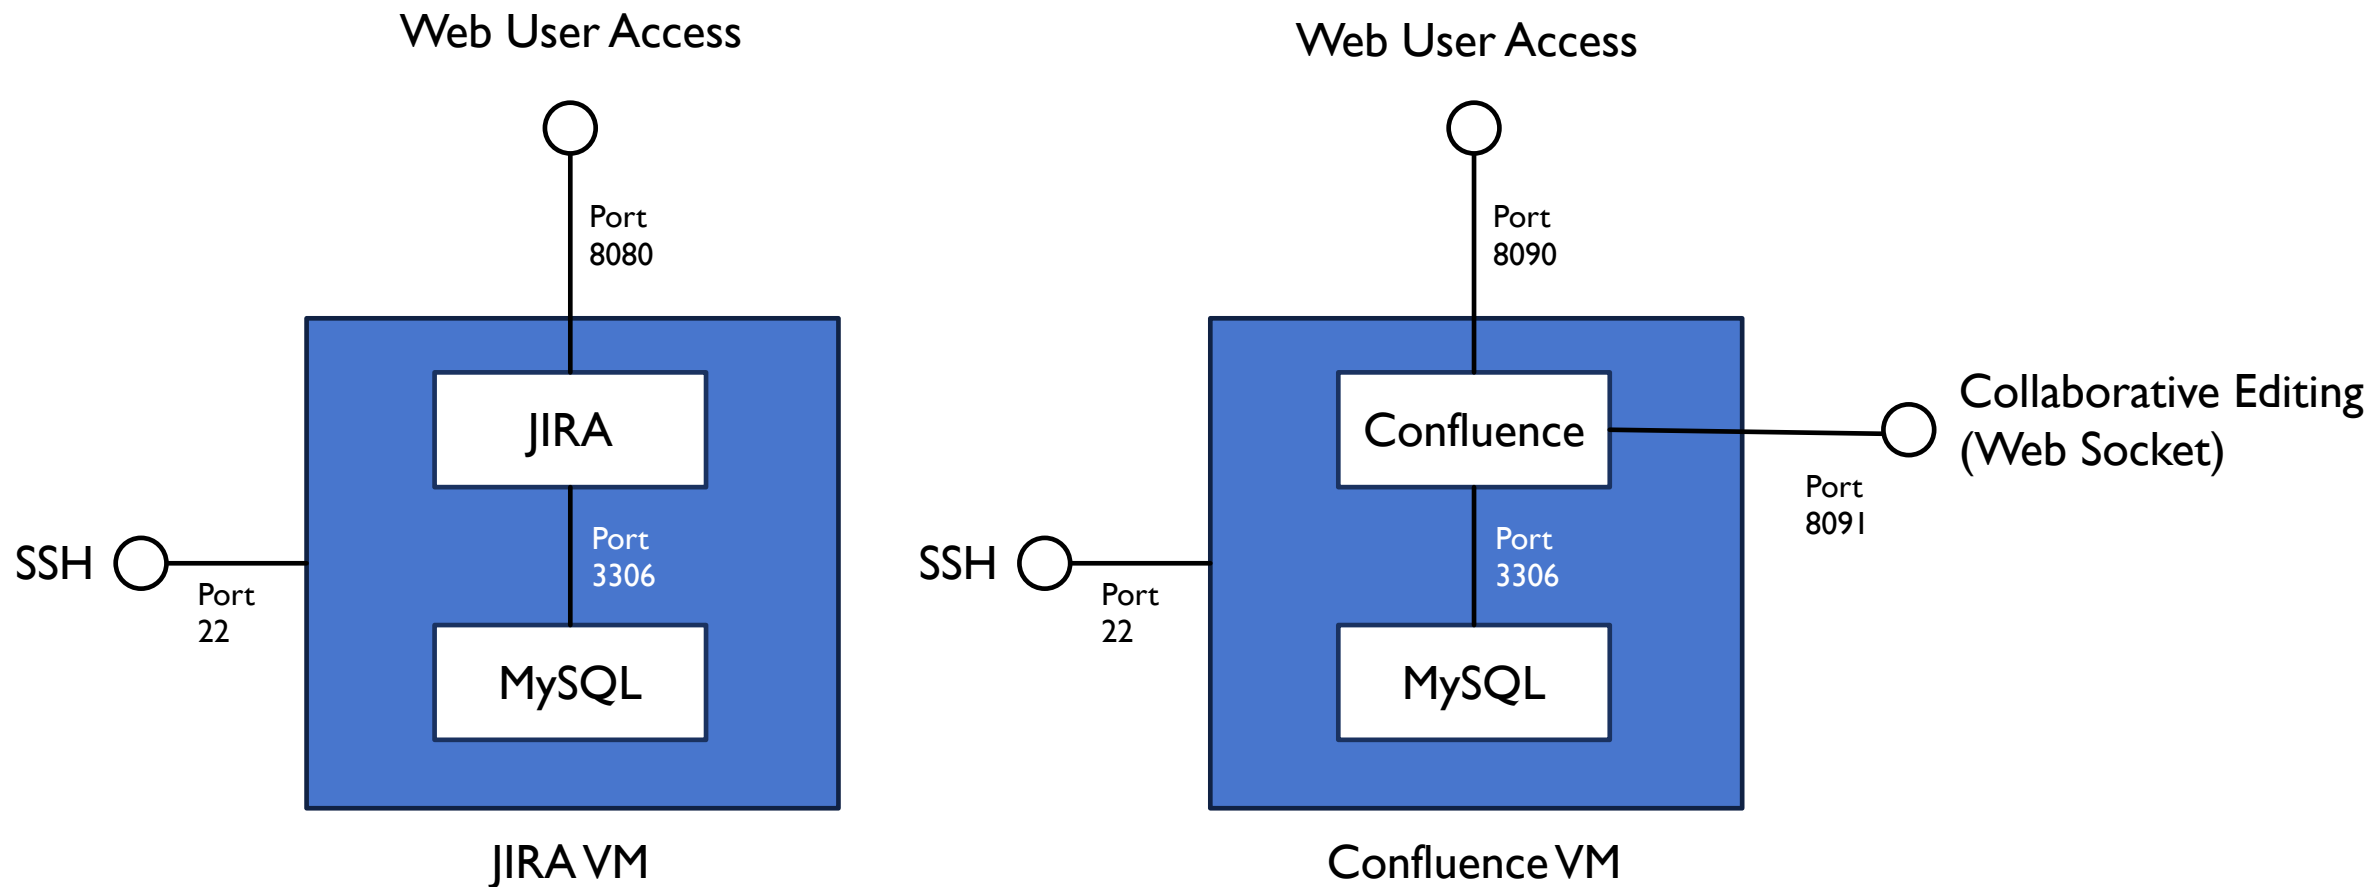 Web User Access
Port
8080
JIRA
SSH
Port
22
Port
3306
MySQL
JIRA VM
Web User Access
Port
8090
Confluence
Collaborative Editing
(Web Socket)
Port
8091
SSH
Port
22
Port
3306
MySQL
Confluence VM